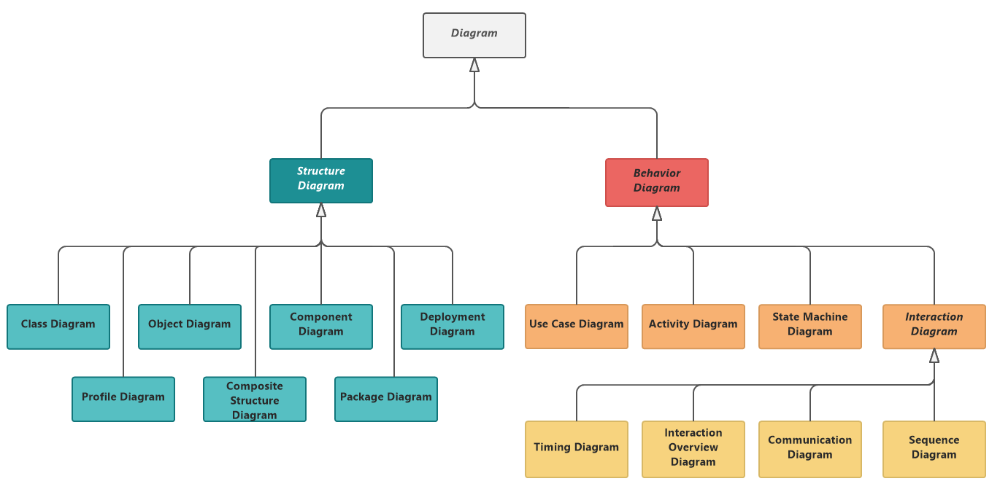 Diagram
Structure
Diagram
Behavior
Diagram
Class Diagram
Object Diagram
Component
Diagram
Deployment
Diagram
Use Case Diagram
Activity Diagram
State Machine
Diagram
Interaction
Diagram
Profile Diagram
Composite
Structure
Diagram
Package Diagram
Timing Diagram
Interaction
Overview
Diagram
Communication
Diagram
Sequence
Diagram